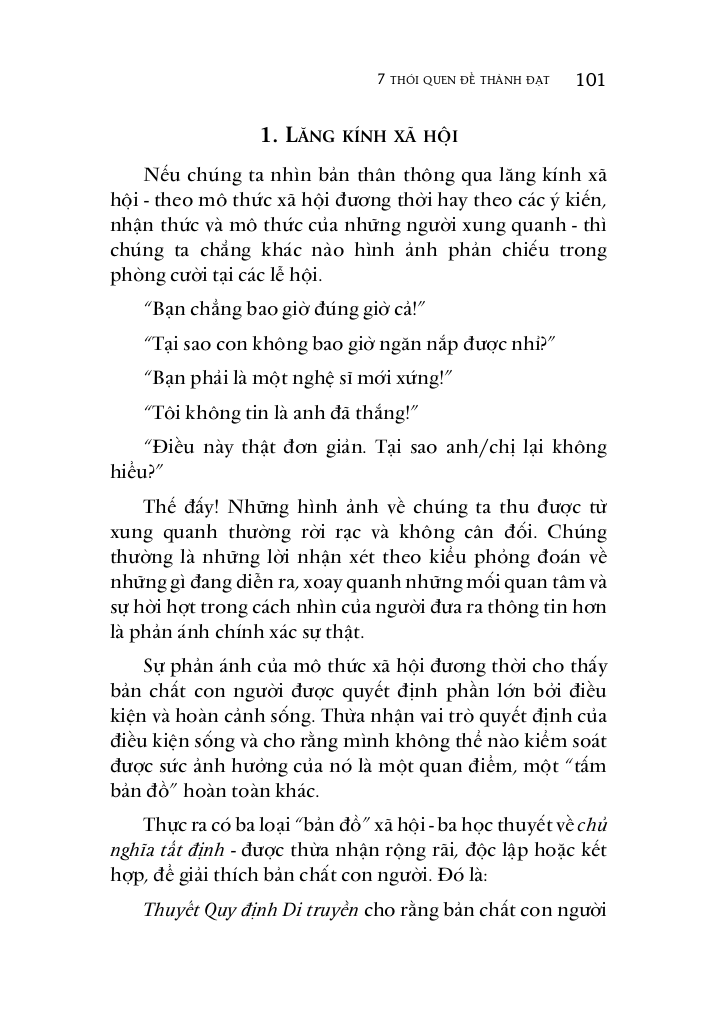 7 THÓI QUEN ĐỂ THÀNH ĐẠT 101
1. LĂNG KÍNH XÃ HỘI
Nếu chúng ta nhìn bản thân thông qua lăng kính xã
hội - theo mô thức xã hội đương thời hay theo các ý kiến,
nhận thức và mô thức của những người xung quanh - thì
chúng ta chẳng khác nào hình ảnh phản chiếu trong
phòng cười tại các lễ hội.
“Bạn chẳng bao giờ đúng giờ cả!”
“Tại sao con không bao giờ ngăn nắp được nhỉ?”
“Bạn phải là một nghệ sĩ mới xứng!”
“Tôi không tin là anh đã thắng!”
“Điều này thật đơn giản. Tại sao anh/chị lại không
hiểu?”
Thế đấy! Những hình ảnh về chúng ta thu được từ
xung quanh thường rời rạc và không cân đối. Chúng
thường là những lời nhận xét theo kiểu phỏng đoán về
những gì đang diễn ra, xoay quanh những mối quan tâm và
sự hời hợt trong cách nhìn của người đưa ra thông tin hơn
là phản ánh chính xác sự thật.
Sự phản ánh của mô thức xã hội đương thời cho thấy
bản chất con người được quyết định phần lớn bởi điều
kiện và hoàn cảnh sống. Thừa nhận vai trò quyết định của
điều kiện sống và cho rằng mình không thể nào kiểm soát
được sức ảnh hưởng của nó là một quan điểm, một “tấm
bản đồ” hoàn toàn khác.
Thực ra có ba loại “bản đồ” xã hội - ba học thuyết về chủ
nghĩa tất định - được thừa nhận rộng rãi, độc lập hoặc kết
hợp, để giải thích bản chất con người. Đó là:
Thuyết Quy định Di truyền cho rằng bản chất con người